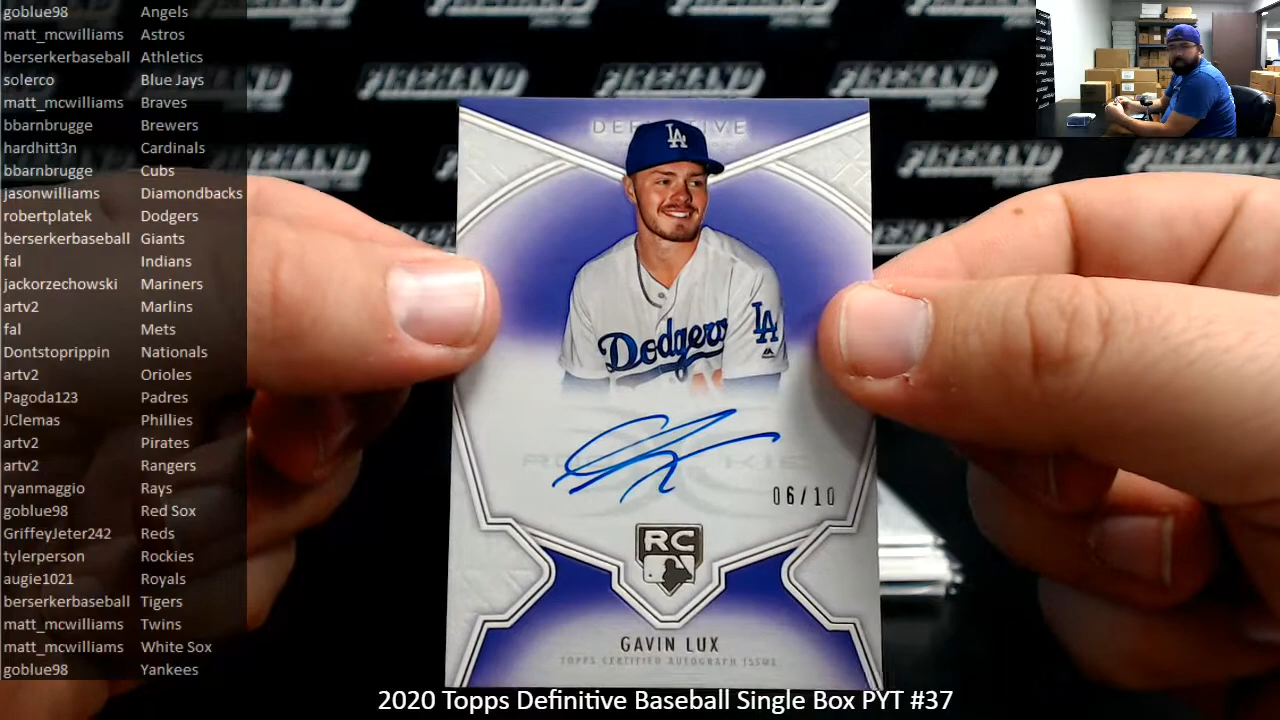 goblue98 Angels
matt_mcwilliams Astros
berserkerbaseball Athletics
solerco Blue Jays
matt_mcwilliams Braves
bbarnbrugge Brewers
hardhitt3n Cardinals
bbarnbrugge Cubs
jasonwilliams Diamondbacks
robertplatek Dodgers
berserkerbaseball Giants
fal Indians
jackorzechowski Mariners
artv2 Marlins
fal Mets
Dontstoprippin Nationals
artv2 Orioles
Pagoda123 Padres
JClemas Phillies
artv2 Pirates
artv2 Rangers
ryanmaggio Rays
goblue98 Red Sox
GriffeyJeter242 Reds
tylerperson Rockies
augie1021 Royals
berserkerbaseball Tigers
matt_mcwilliams Twins
matt_mcwilliams White Sox
goblue98 Yankees
FIREHAND FIREHAND FIREHAND
LA
Dodgers
LA
06/10
RC
GAVIN LUX
TOPPS CERTIFIED AUTOGRAPH ISSUE
2020 Topps Definitive Baseball Single Box PYT #37